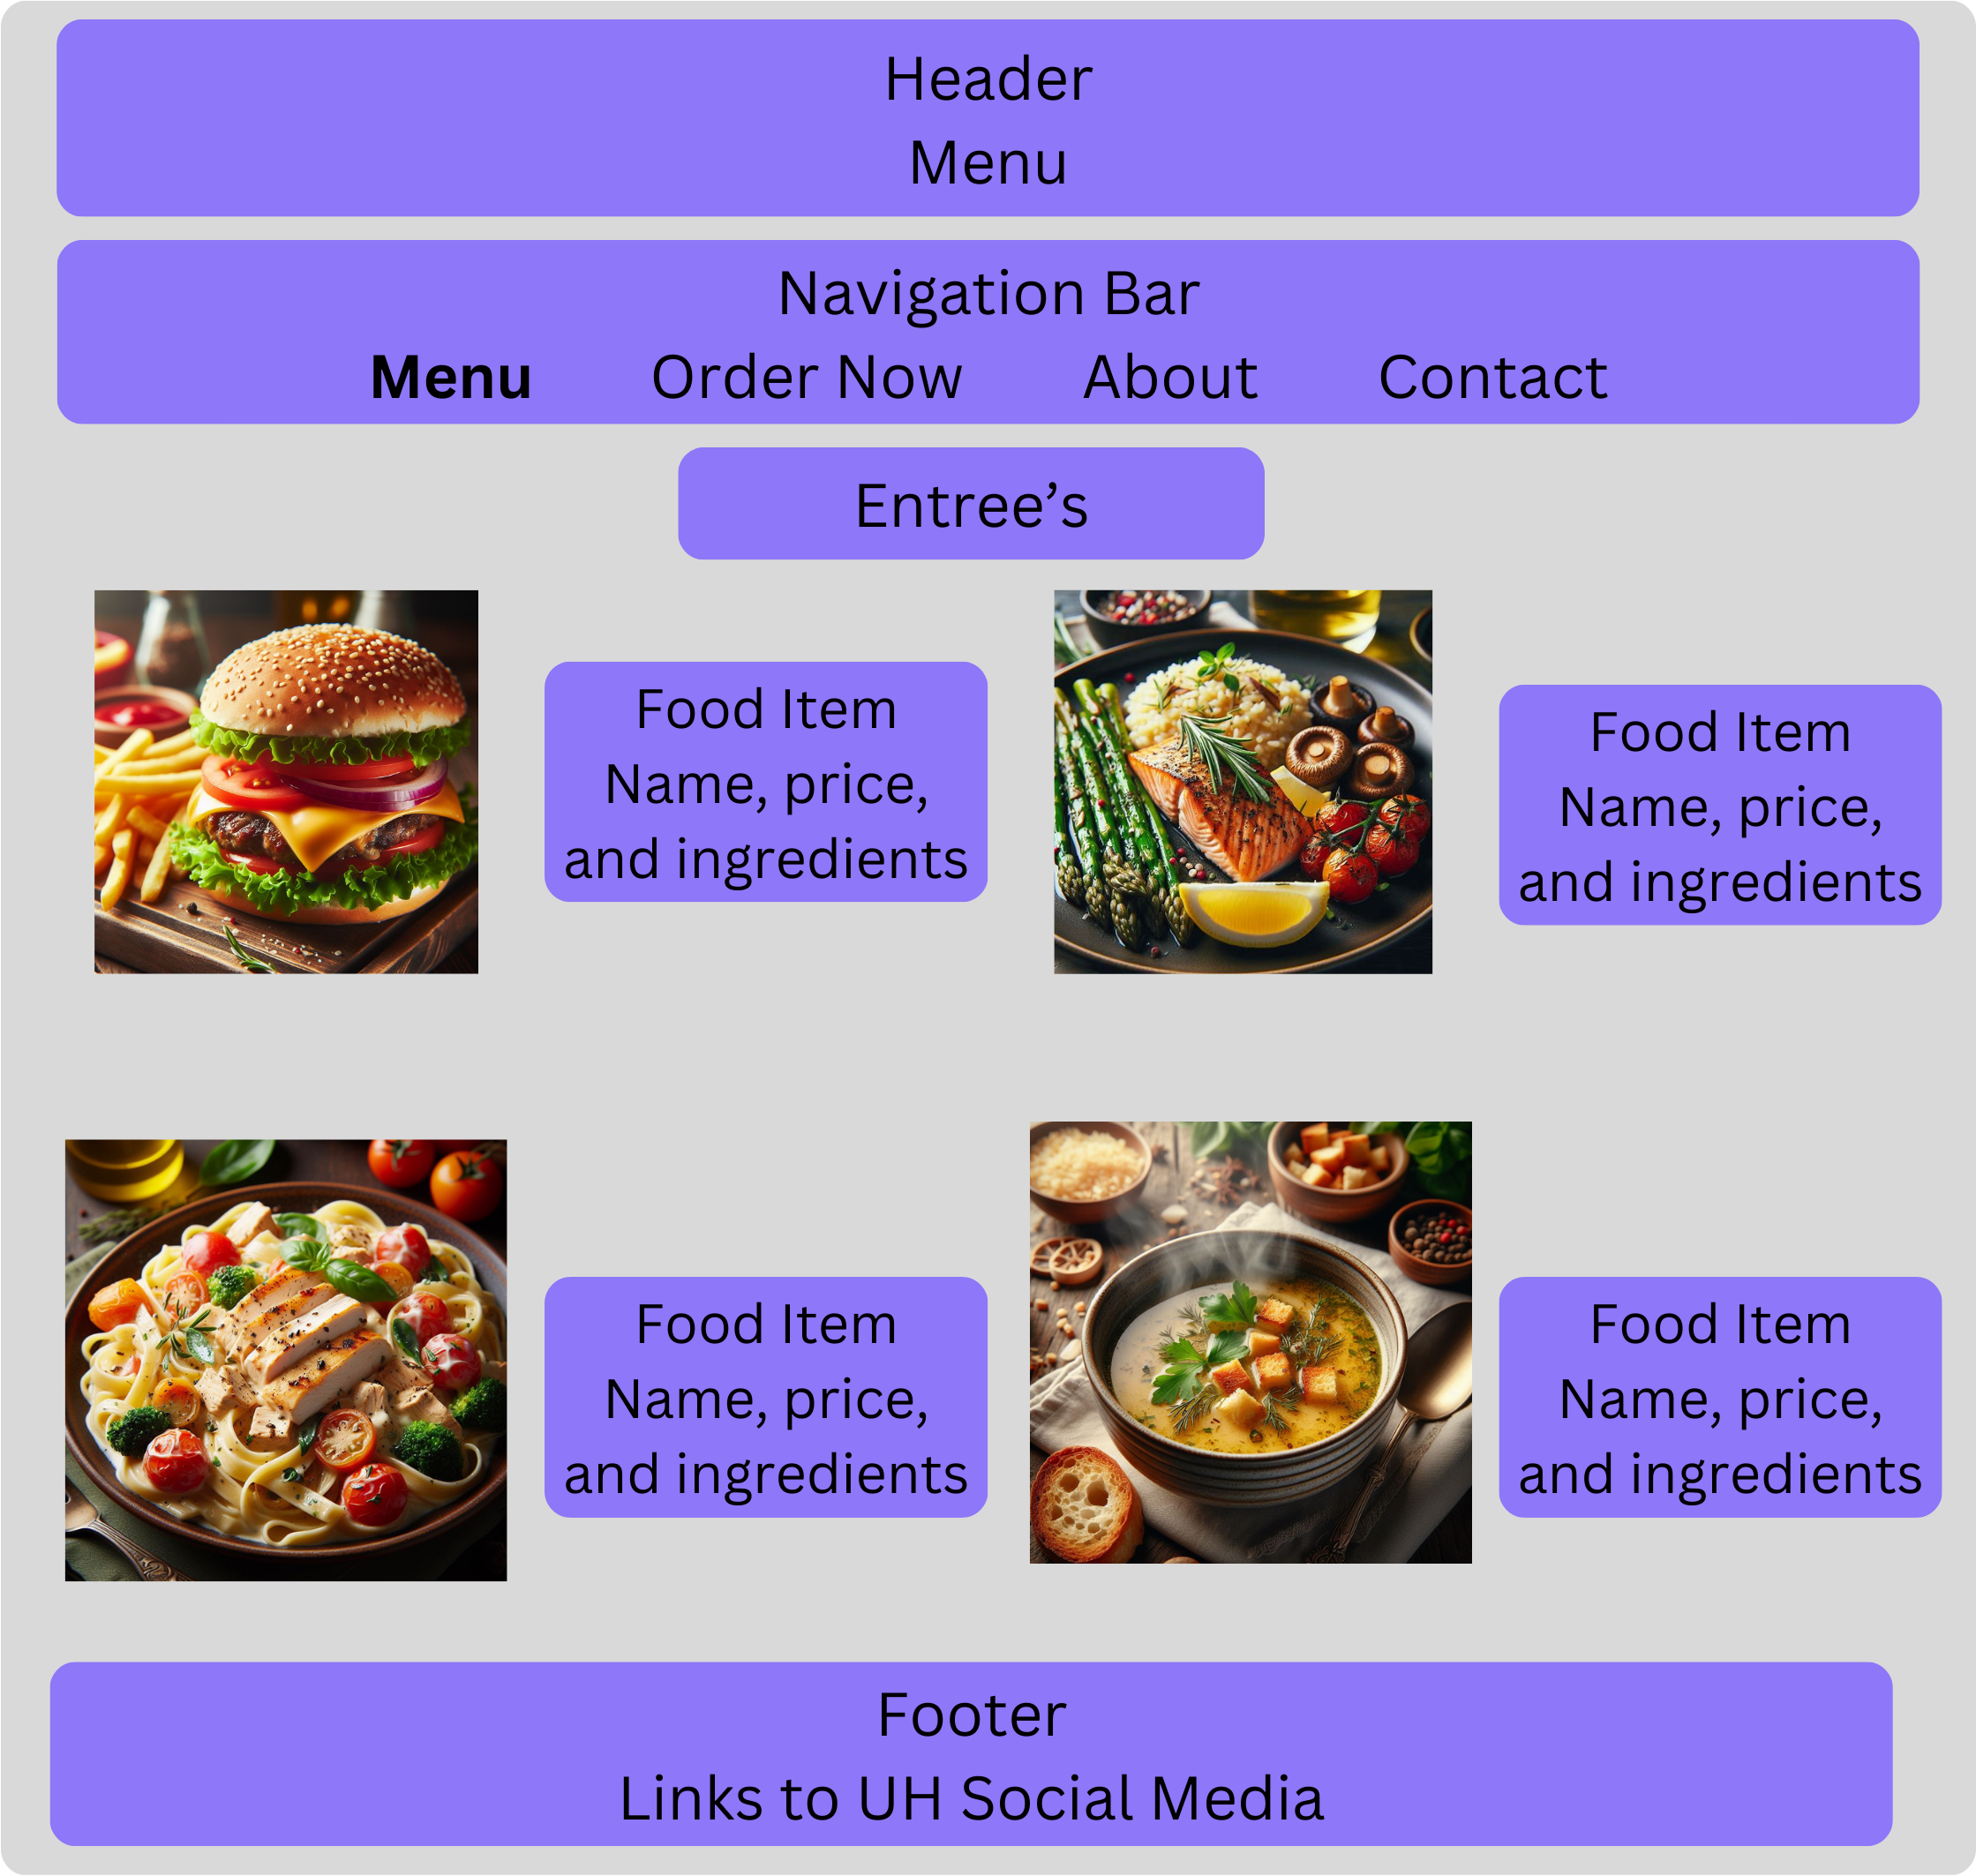 Header
Menu
Navigation Bar
Menu Order Now About Contact
Entree’s
Food Item
Name, price,
and ingredients
Food Item
Name, price,
and ingredients
Food Item
Name, price,
and ingredients
Food Item
Name, price,
and ingredients
Footer
Links to UH Social Media